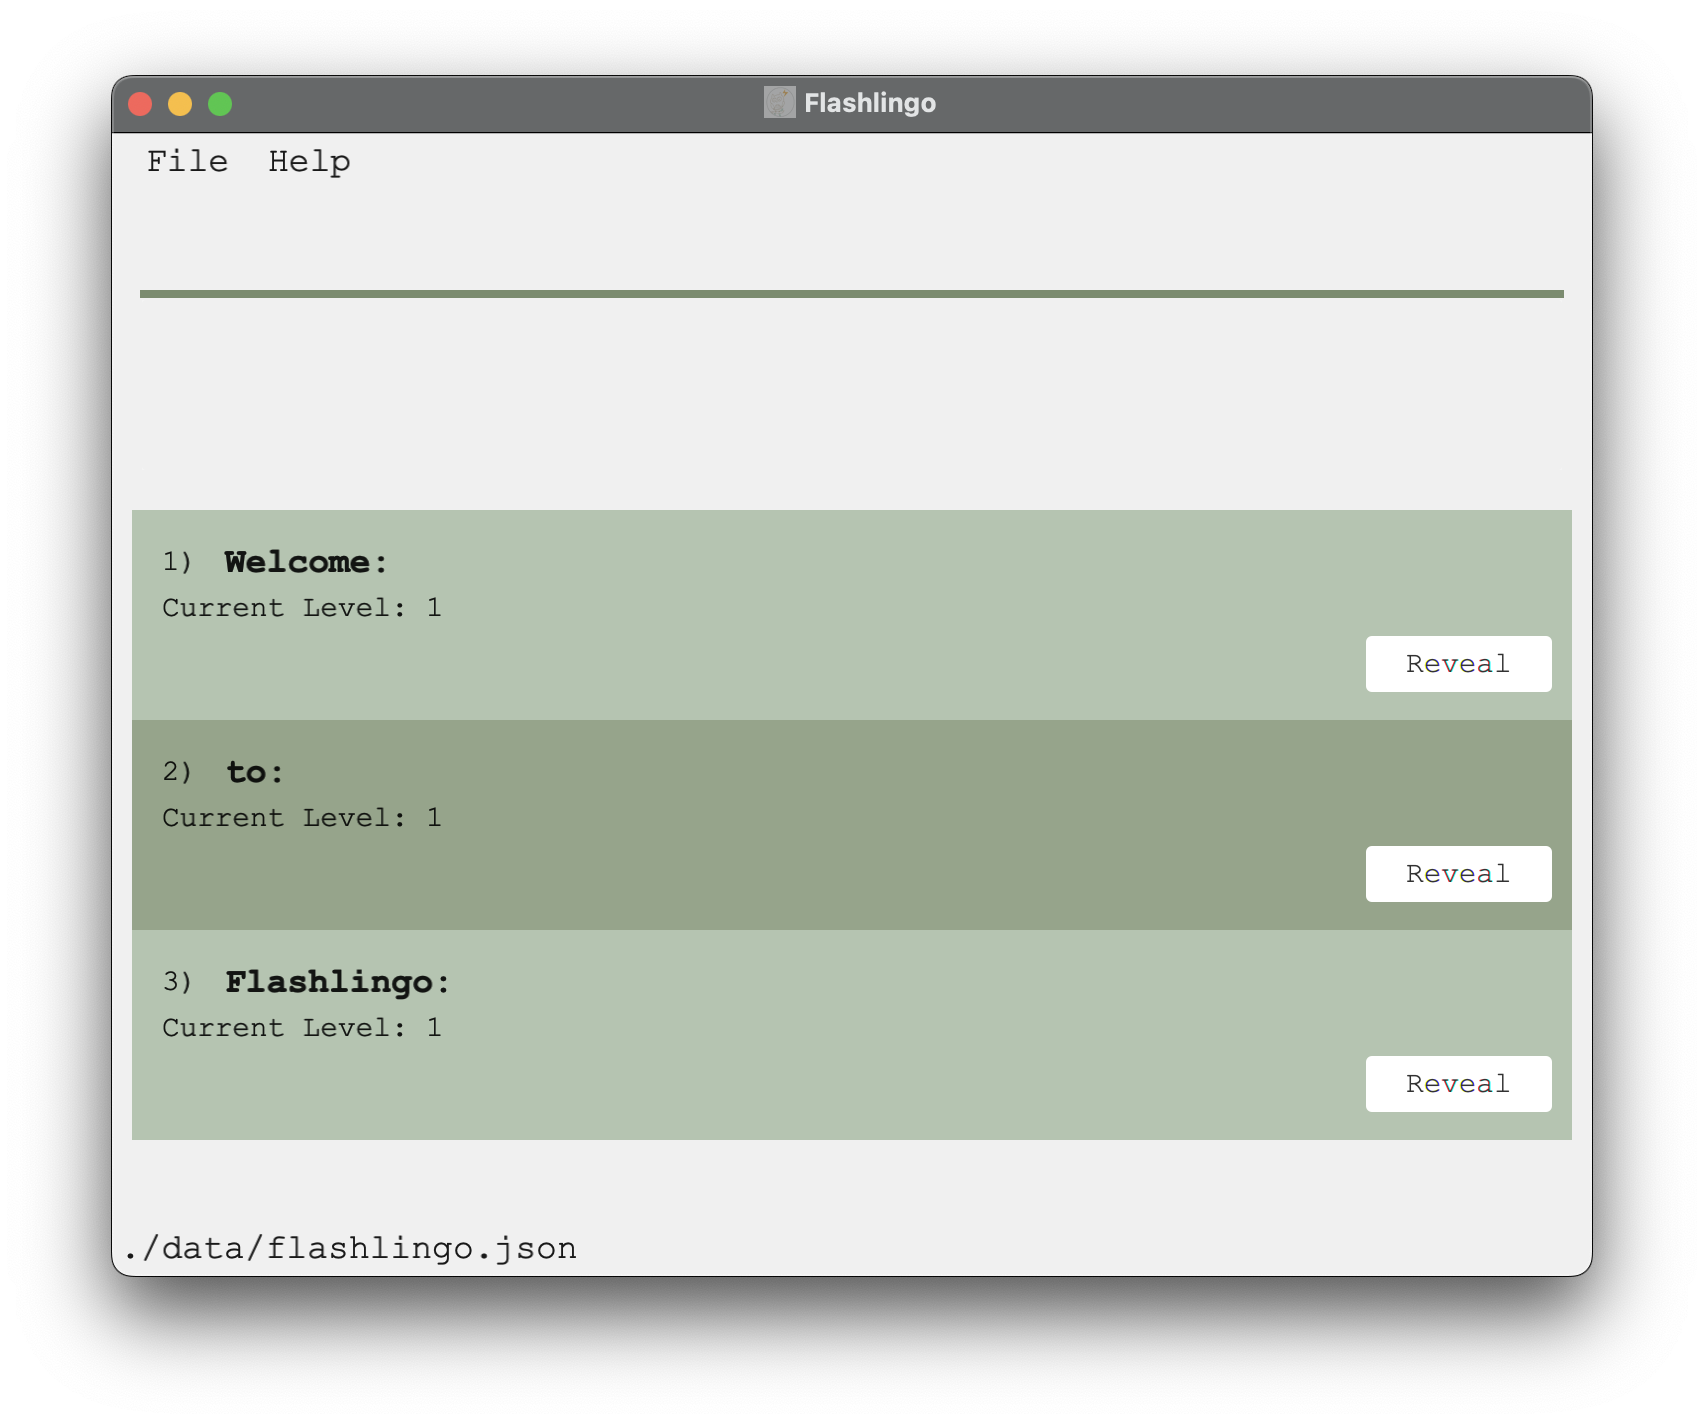 Flashlingo
File Help
1) Welcome:
Current Level: 1
Reveal
2) to:
Current Level: 1
Reveal
3) Flashlingo:
Current Level: 1
Reveal
./data/flashlingo.json